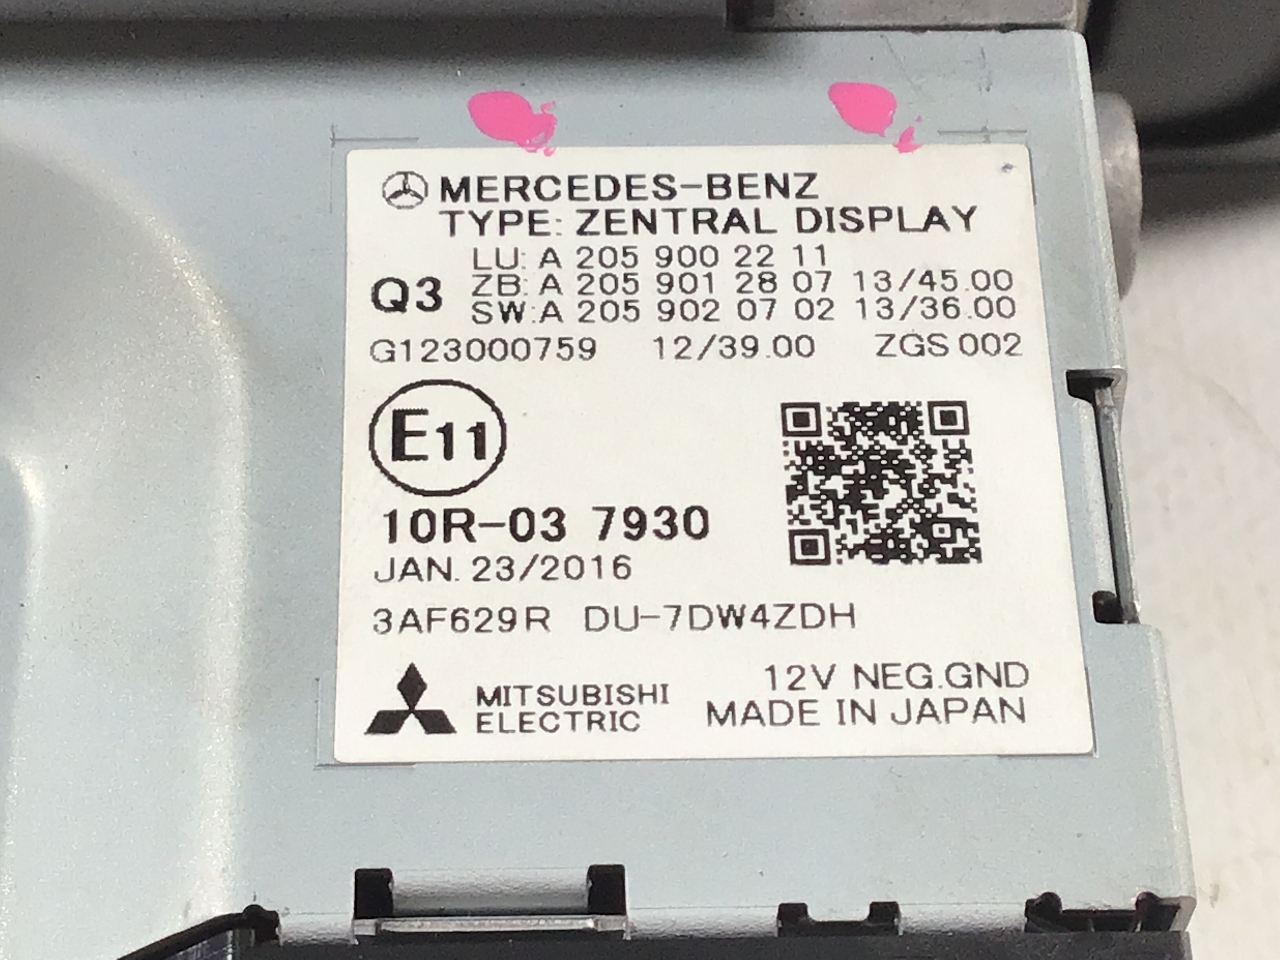 MERCEDES-BENZ
TYPE: ZENTRAL DISPLAY
LU: A 205 900 22 11
Q3 ZB: A 205 901 28 07 13/45.00
SW: A 205 902 07 02 13/36.00
G123000759 12/39.00 ZGS 002
E11
10R-03 7930
JAN. 23/2016
3AF629R DU-7DW4ZDH
12V NEG.GND
MITSUBISHI
ELECTRIC
MADE IN JAPAN